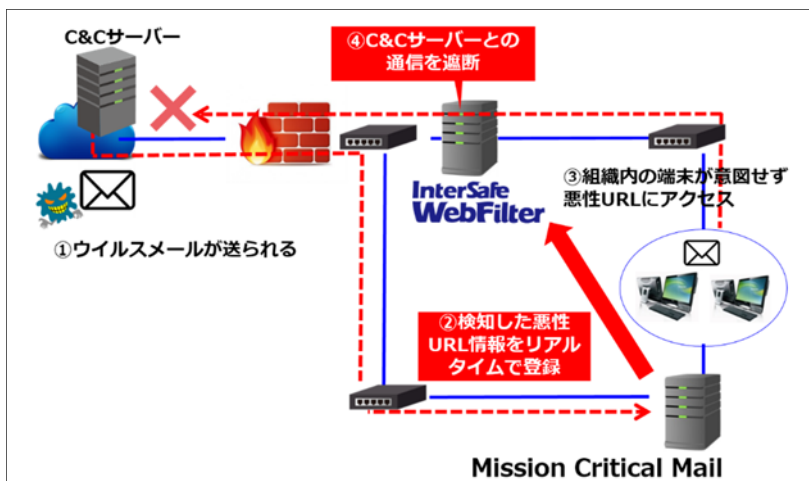 C&Cサーバー
④C&Cサーバーとの
通信を遮断
InterSafe
WebFilter
③組織内の端末が意図せず
悪性URLにアクセス
①ウイルスメールが送られる
②検知した悪性
URL情報をリアル
タイムで登録
Mission Critical Mail